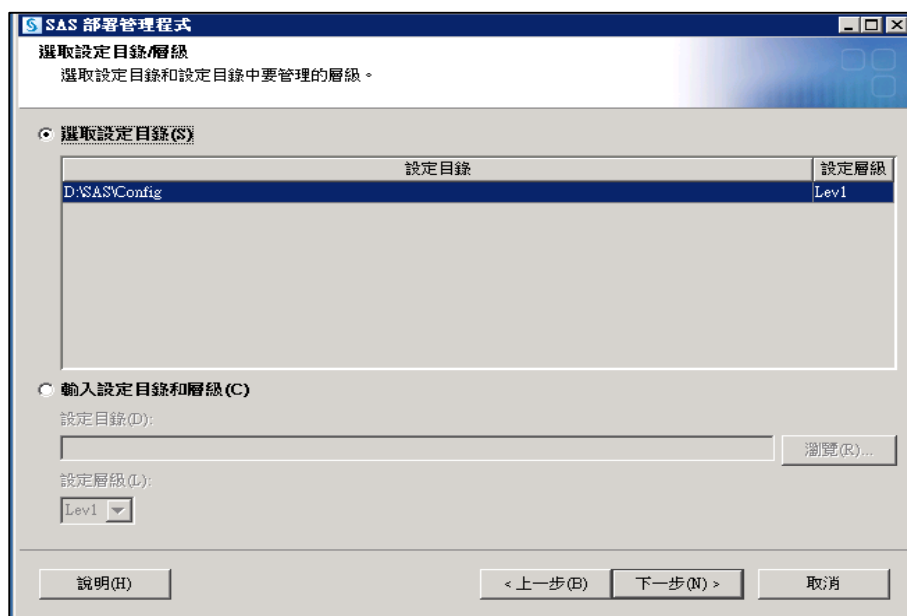 SAS 部署管理程式
選取設定目錄/層級
選取設定目錄和設定目錄中要管理的層級。
選取設定目錄(S)
設定目錄 設定層級
D:\SAS\Config Lev1
輸入設定目錄和層級(C)
設定目錄(D):
瀏覽(R)...
設定層級(L):
Lev1
說明(H) <上一步(B) 下一步(N)> 取消